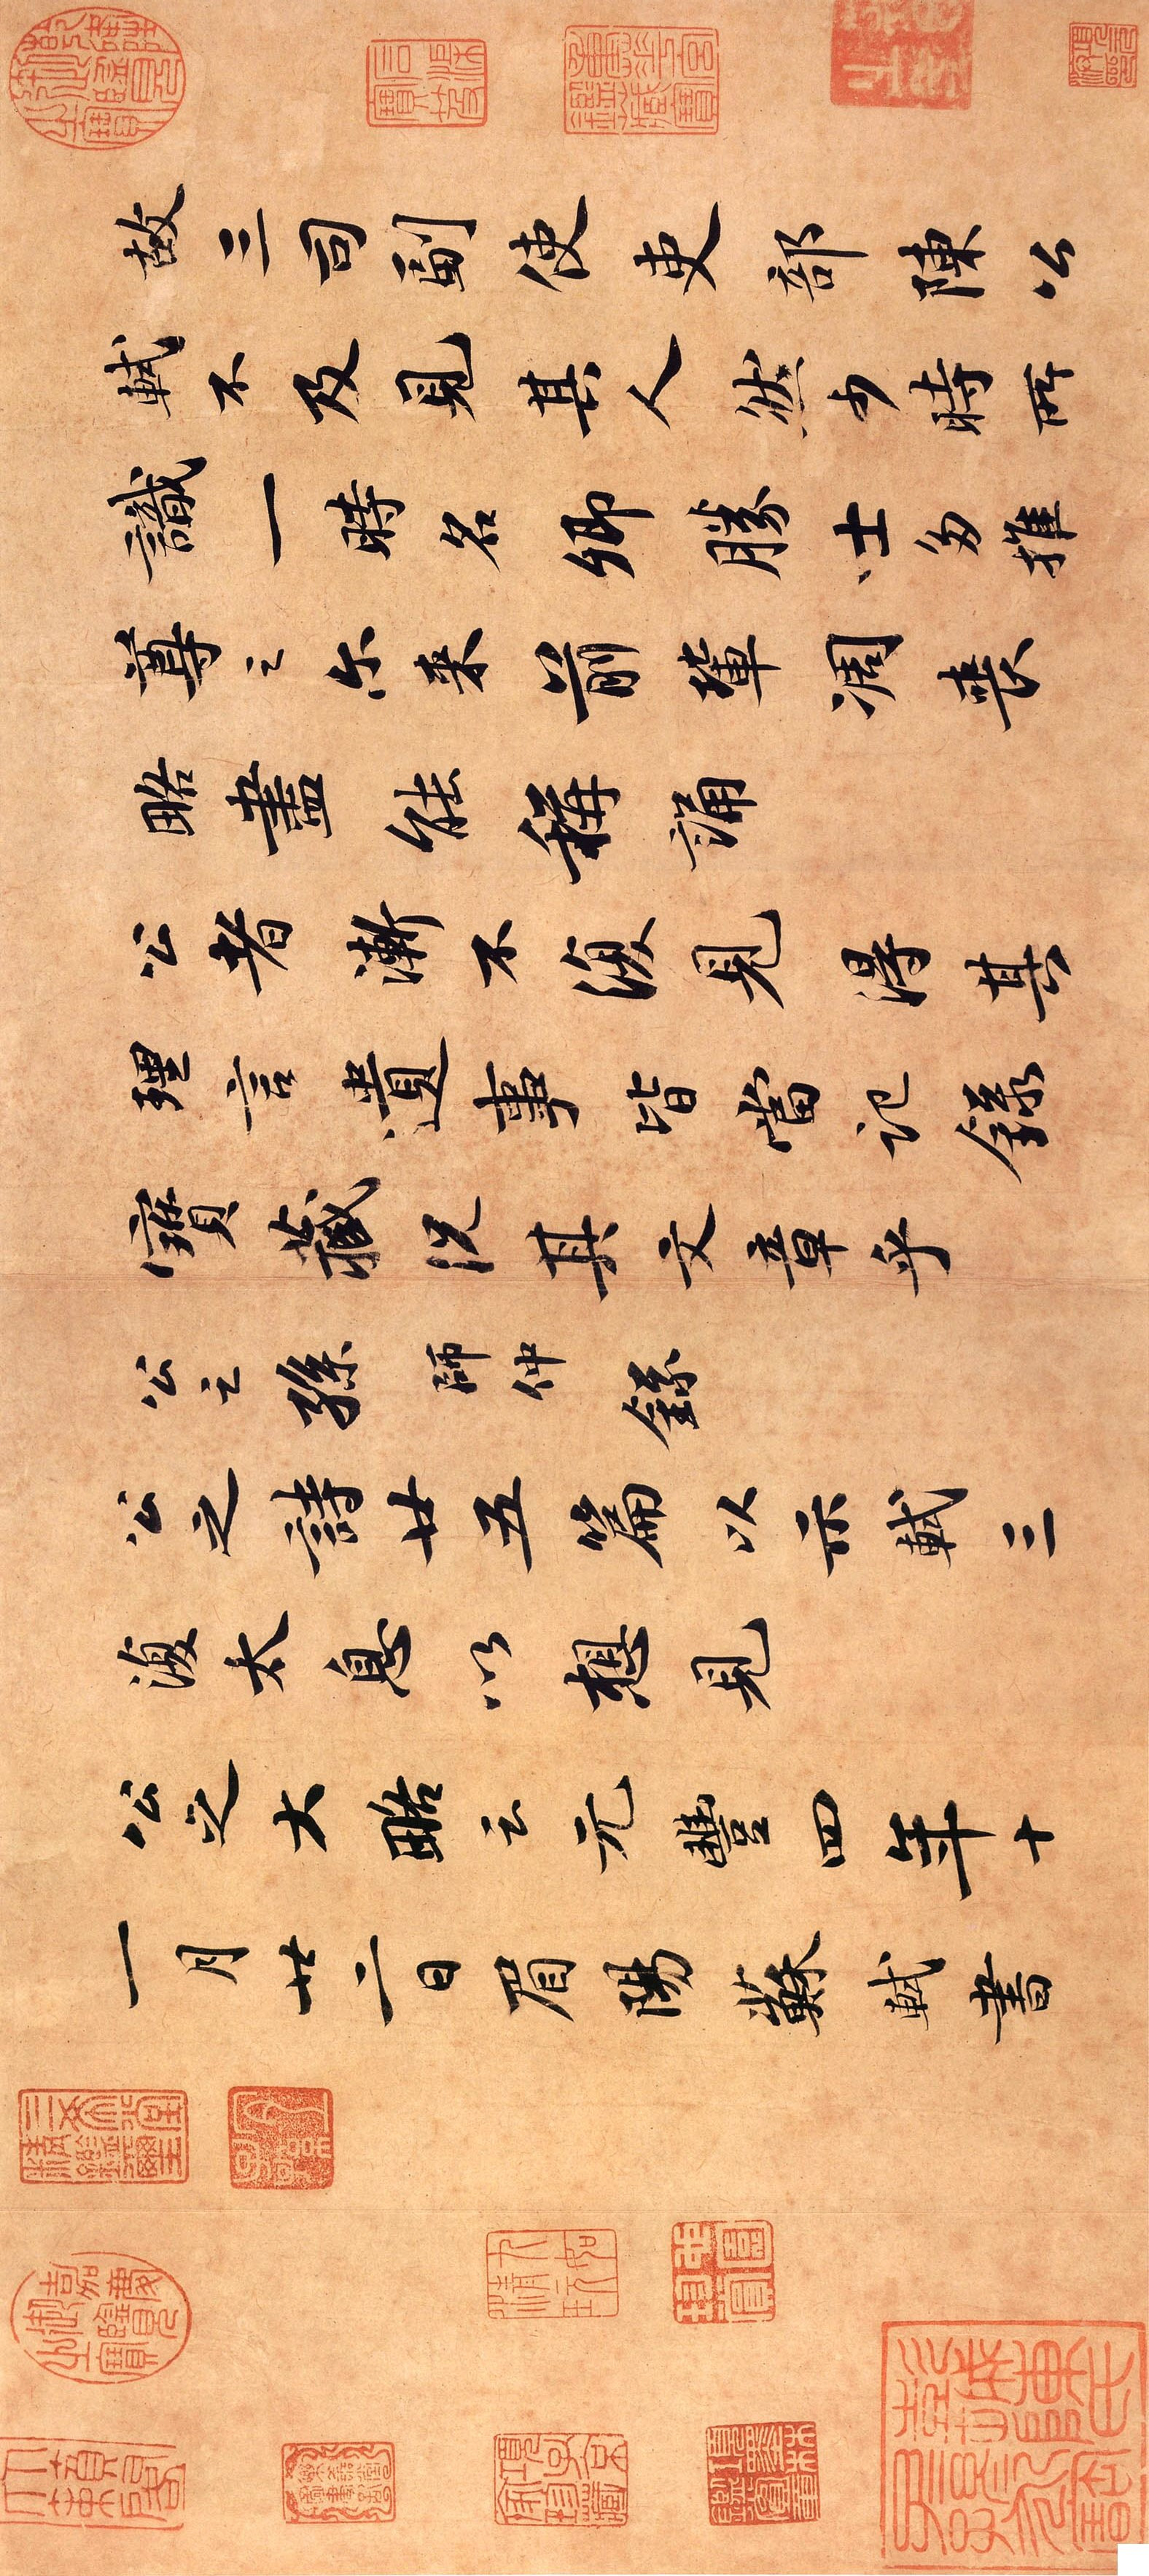 故三司副使吏部陳公
軾不及見其人然少時所
識一時名卿勝士多推
尊之尓来前輩凋喪
略盡能稱誦
公者漸不復見得其
理言遺事皆當記錄
寶藏況其文章乎
公之孫師仲錄
公之詩廿五篇以示軾三
復太息以想見
公之大略云元豐四年十
一月廿二日眉陽蘇軾書